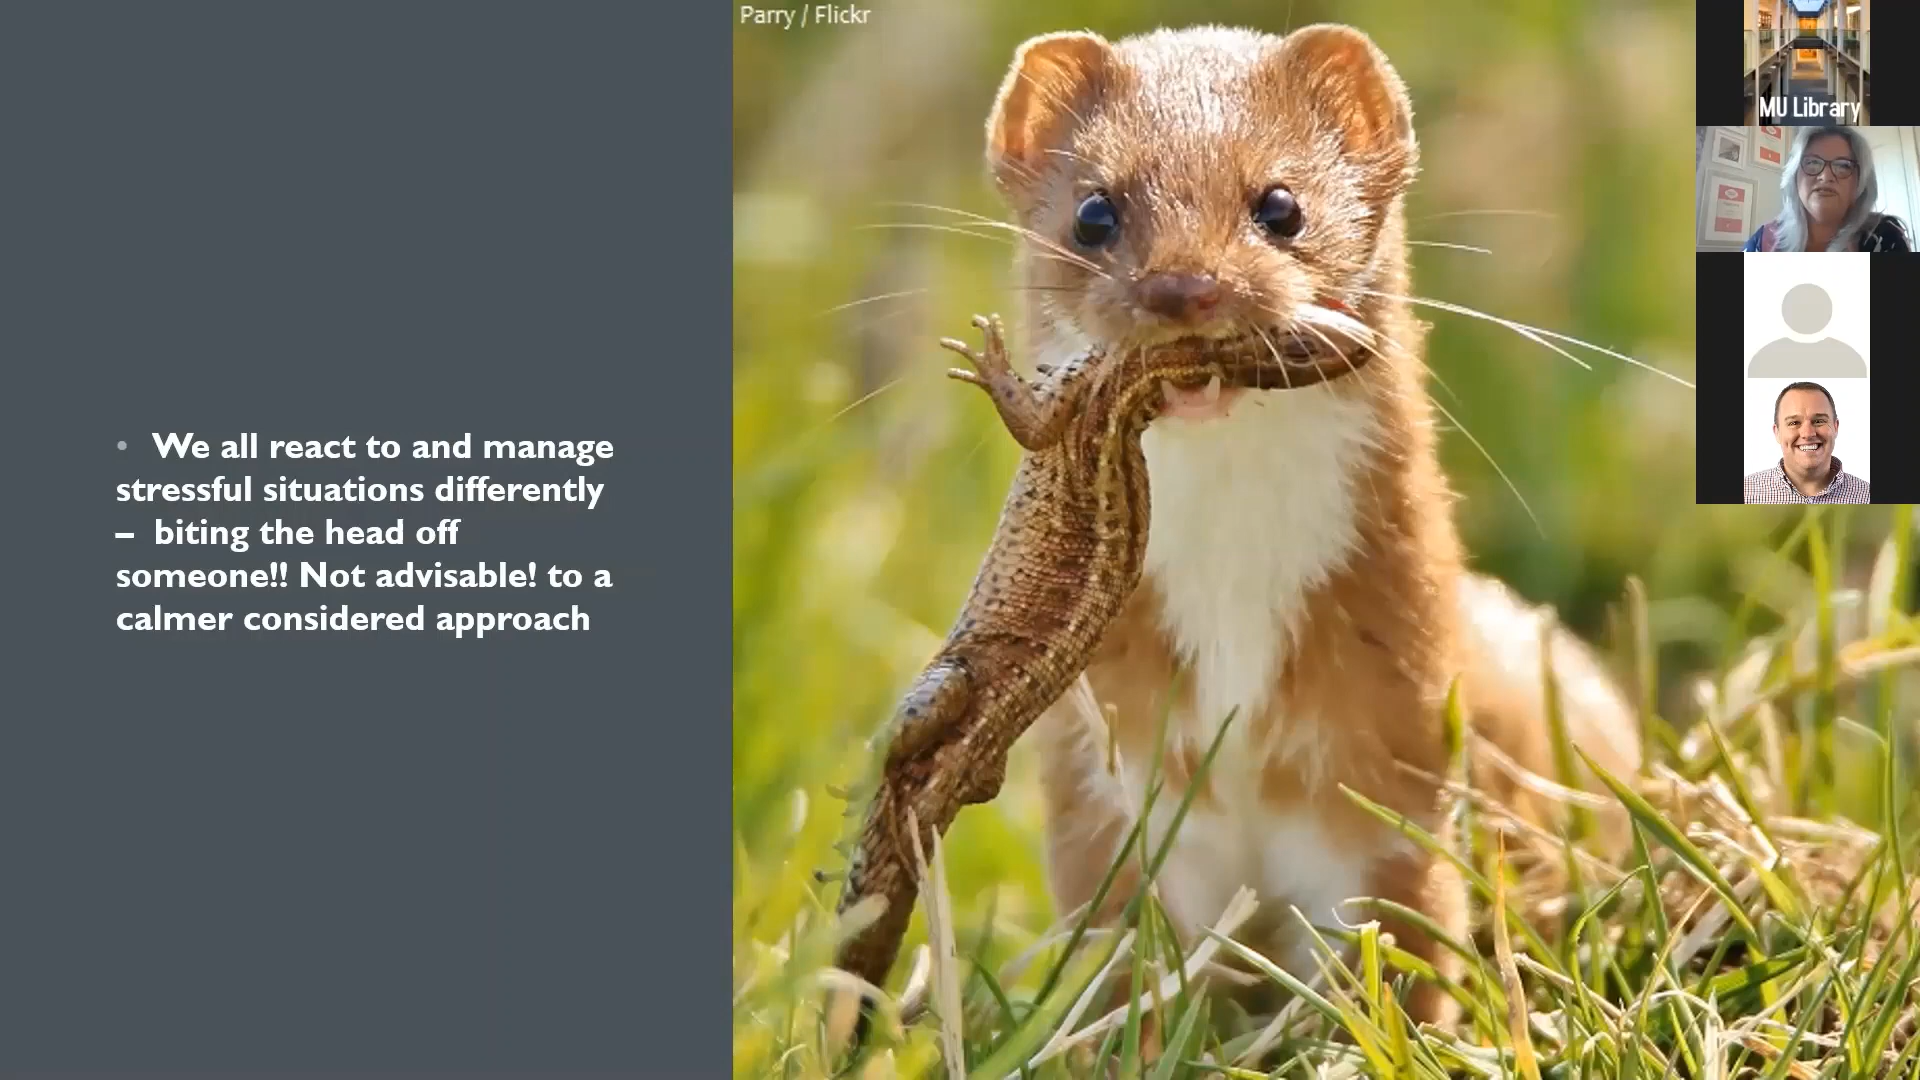 Parry / Flickr
MU Library
• We all react to and manage
stressful situations differently
– biting the head off
someone!! Not advisable! to a
calmer considered approach